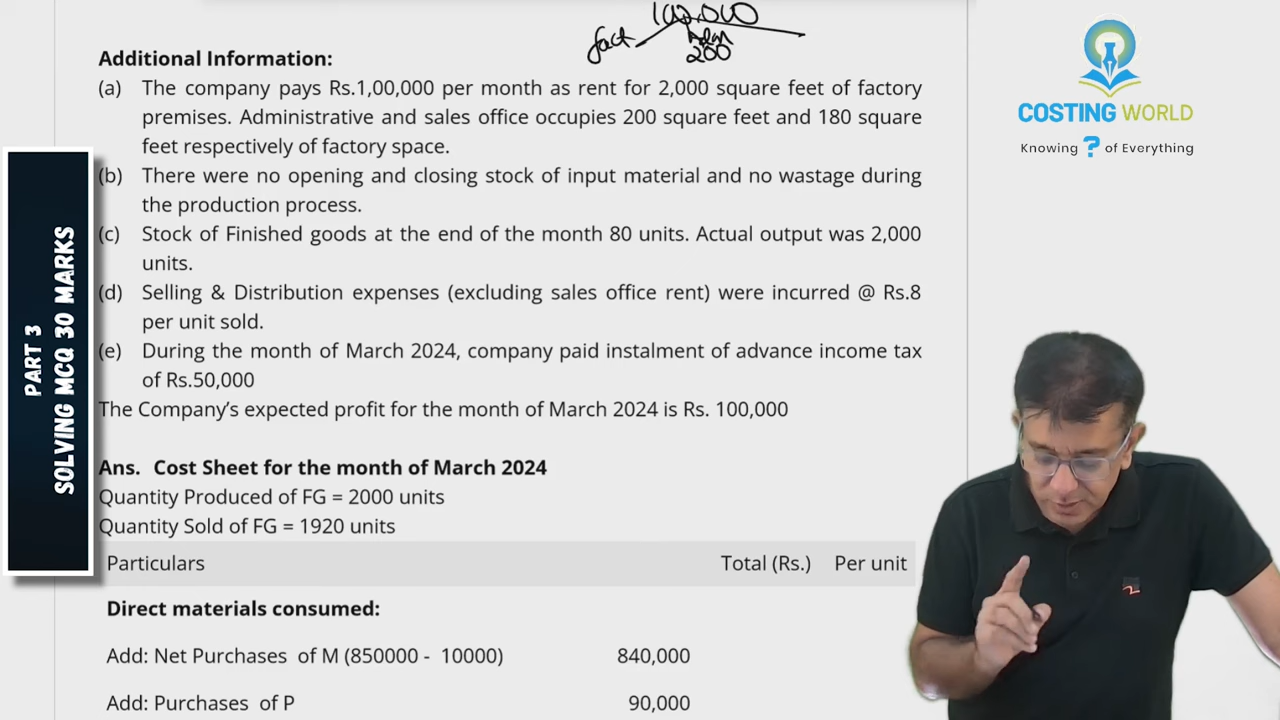 100,000
fact
Adm
200
Additional Information:
(a) The company pays Rs.1,00,000 per month as rent for 2,000 square feet of factory
premises. Administrative and sales office occupies 200 square feet and 180 square
feet respectively of factory space.
(b) There were no opening and closing stock of input material and no wastage during
the production process.
(c) Stock of Finished goods at the end of the month 80 units. Actual output was 2,000
units.
(d) Selling & Distribution expenses (excluding sales office rent) were incurred @ Rs.8
per unit sold.
(e) During the month of March 2024, company paid instalment of advance income tax
of Rs.50,000
The Company's expected profit for the month of March 2024 is Rs. 100,000
Ans. Cost Sheet for the month of March 2024
Quantity Produced of FG = 2000 units
Quantity Sold of FG = 1920 units
Particulars Total (Rs.) Per unit
Direct materials consumed:
Add: Net Purchases of M (850000 - 10000) 840,000
Add: Purchases of P 90,000
PART 3
SOLVING MCQ 30 MARKS
COSTING WORLD
Knowing ? of Everything